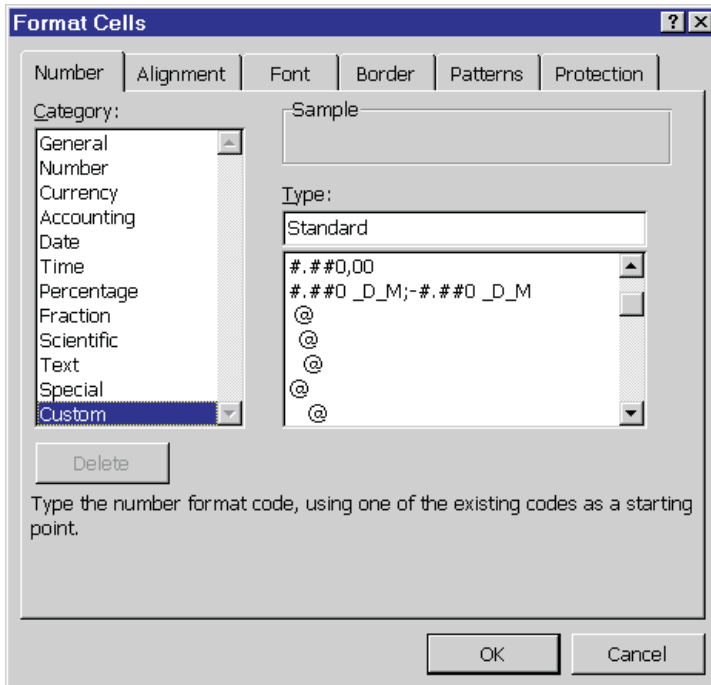 Format Cells
? ×
Number Alignment Font Border Patterns Protection
Category:
General
Number
Currency
Accounting
Date
Time
Percentage
Fraction
Scientific
Text
Special
Custom
Delete
Sample
Type:
Standard
#.##0,00
#.##0 _D_M;-#.##0 _D_M
@
@
@
@
@
Type the number format code, using one of the existing codes as a starting
point.
OK Cancel